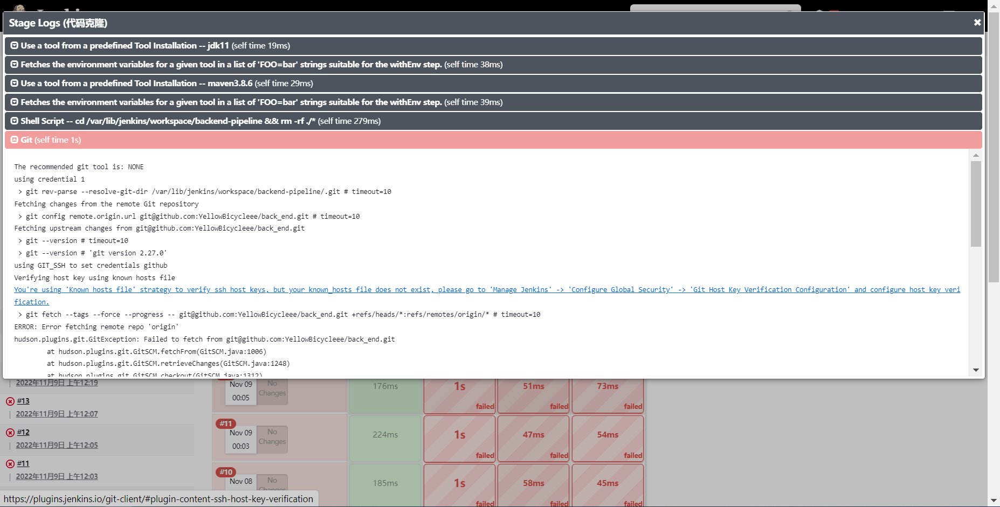 Stage Logs (代码克隆)
Use a tool from a predefined Tool Installation -- jdk11 (self time 19ms)
Fetches the environment variables for a given tool in a list of 'FOO=bar' strings suitable for the withEnv step. (self time 38ms)
Use a tool from a predefined Tool Installation -- maven3.8.6 (self time 29ms)
Fetches the environment variables for a given tool in a list of 'FOO=bar' strings suitable for the withEnv step. (self time 39ms)
Shell Script -- cd /var/lib/jenkins/workspace/backend-pipeline && rm -rf ./* (self time 279ms)
Git (self time 1s)
The recommended git tool is: NONE
using credential 1
> git rev-parse --resolve-git-dir /var/lib/jenkins/workspace/backend-pipeline/.git # timeout=10
Fetching changes from the remote Git repository
> git config remote.origin.url git@github.com:YellowBicycleee/back_end.git # timeout=10
Fetching upstream changes from git@github.com:YellowBicycleee/back_end.git
> git --version # timeout=10
> git --version # 'git version 2.27.0'
using GIT_SSH to set credentials github
Verifying host key using known hosts file
You're using 'Known hosts file' strategy to verify ssh host keys, but your known_hosts file does not exist, please go to 'Manage Jenkins' -> 'Configure Global Security' -> 'Git Host Key Verification Configuration' and configure host key veri
fication.
> git fetch --tags --force --progress -- git@github.com:YellowBicycleee/back_end.git +refs/heads/*:refs/remotes/origin/* # timeout=10
ERROR: Error fetching remote repo 'origin'
hudson.plugins.git.GitException: Failed to fetch from git@github.com:YellowBicycleee/back_end.git
at hudson.plugins.git.GitSCM.fetchFrom(GitSCM.java:1006)
at hudson.plugins.git.GitSCM.retrieveChanges(GitSCM.java:1248)
at hudson.plugins.git.GitSCM.checkout(GitSCM.java:1312)
2022年11月9日 上午12:19
#13
2022年11月9日 上午12:07
#12
2022年11月9日 上午12:05
#11
2022年11月9日 上午12:03
Nov 09
00:05
No
Changes
176ms
1s
failed
51ms
failed
73ms
failed
#11
Nov 09
00:03
No
Changes
224ms
1s
failed
47ms
failed
54ms
failed
#10
Nov 08
No
Changes
185ms
1s
failed
58ms
failed
45ms
failed
https://plugins.jenkins.io/git-client/#plugin-content-ssh-host-key-verification